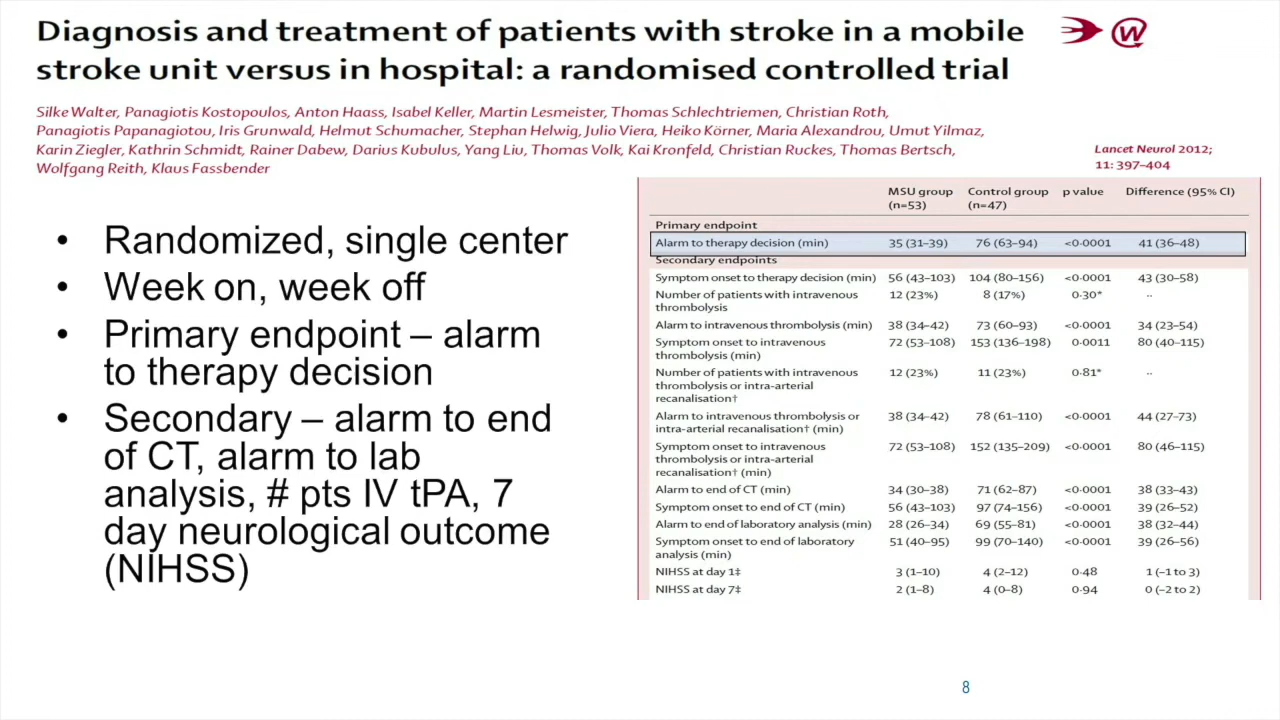 Diagnosis and treatment of patients with stroke in a mobile
stroke unit versus in hospital: a randomised controlled trial
Silke Walter, Panagiotis Kostopoulos, Anton Haass, Isabel Keller, Martin Lesmeister, Thomas Schlechtriemen, Christian Roth,
Panagiotis Papanagiotou, Iris Grunwald, Helmut Schumacher, Stephan Helwig, Julio Viera, Heiko Körner, Maria Alexandrou, Umut Yilmaz,
Karin Ziegler, Kathrin Schmidt, Rainer Dabew, Darius Kubulus, Yang Liu, Thomas Volk, Kai Kronfeld, Christian Ruckes, Thomas Bertsch,
Wolfgang Reith, Klaus Fassbender
W
Lancet Neurol 2012;
11: 397–404
• Randomized, single center
• Week on, week off
• Primary endpoint – alarm
to therapy decision
• Secondary – alarm to end
of CT, alarm to lab
analysis, # pts IV tPA, 7
day neurological outcome
(NIHSS)
MSU group Control group p value Difference (95% CI)
(n=53) (n=47)
Primary endpoint
Alarm to therapy decision (min) 35 (31–39) 76 (63–94) <0·0001 41 (36–48)
Secondary endpoints
Symptom onset to therapy decision (min) 56 (43–103) 104 (80–156) <0·0001 43 (30–58)
Number of patients with intravenous 12 (23%) 8 (17%) 0·30* ··
thrombolysis
Alarm to intravenous thrombolysis (min) 38 (34–42) 73 (60–93) <0·0001 34 (23–54)
Symptom onset to intravenous 72 (53–108) 153 (136–198) 0·0011 80 (40–115)
thrombolysis (min)
Number of patients with intravenous 12 (23%) 11 (23%) 0·81* ··
thrombolysis or intra-arterial
recanalisation†
Alarm to intravenous thrombolysis or 38 (34–42) 78 (61–110) <0·0001 44 (27–73)
intra-arterial recanalisation† (min)
Symptom onset to intravenous 72 (53–108) 152 (135–209) <0·0001 80 (46–115)
thrombolysis or intra-arterial
recanalisation† (min)
Alarm to end of CT (min) 34 (30–38) 71 (62–87) <0·0001 38 (33–43)
Symptom onset to end of CT (min) 56 (43–103) 97 (74–156) <0·0001 39 (26–52)
Alarm to end of laboratory analysis (min) 28 (26–34) 69 (55–81) <0·0001 38 (32–44)
Symptom onset to end of laboratory 51 (40–95) 99 (70–140) <0·0001 39 (26–56)
analysis (min)
NIHSS at day 1‡ 3 (1–10) 4 (2–12) 0·48 1 (–1 to 3)
NIHSS at day 7‡ 2 (1–8) 4 (0–8) 0·94 0 (–2 to 2)
8